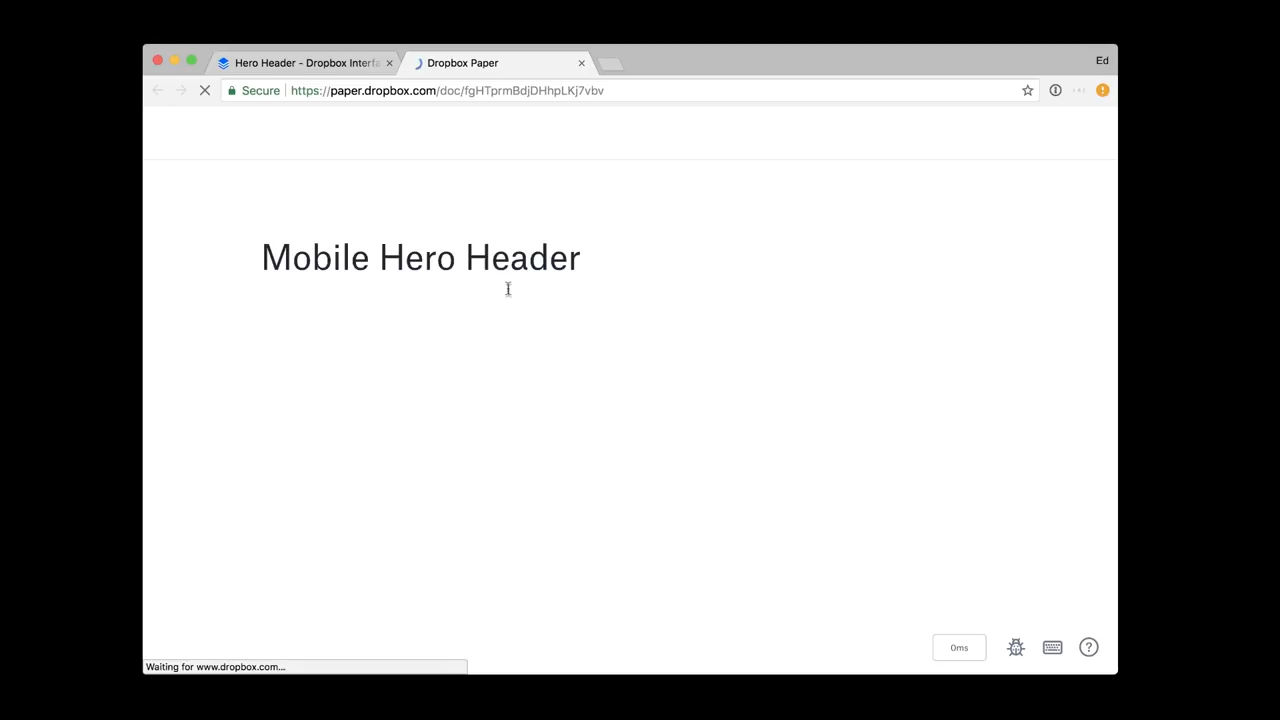 Hero Header - Dropbox Interfa
Dropbox Paper
Ed
Secure
https://paper.dropbox.com/doc/fgHTprmBdjDHhpLKj7vbv
Mobile Hero Header
0ms
?
Waiting for www.dropbox.com...